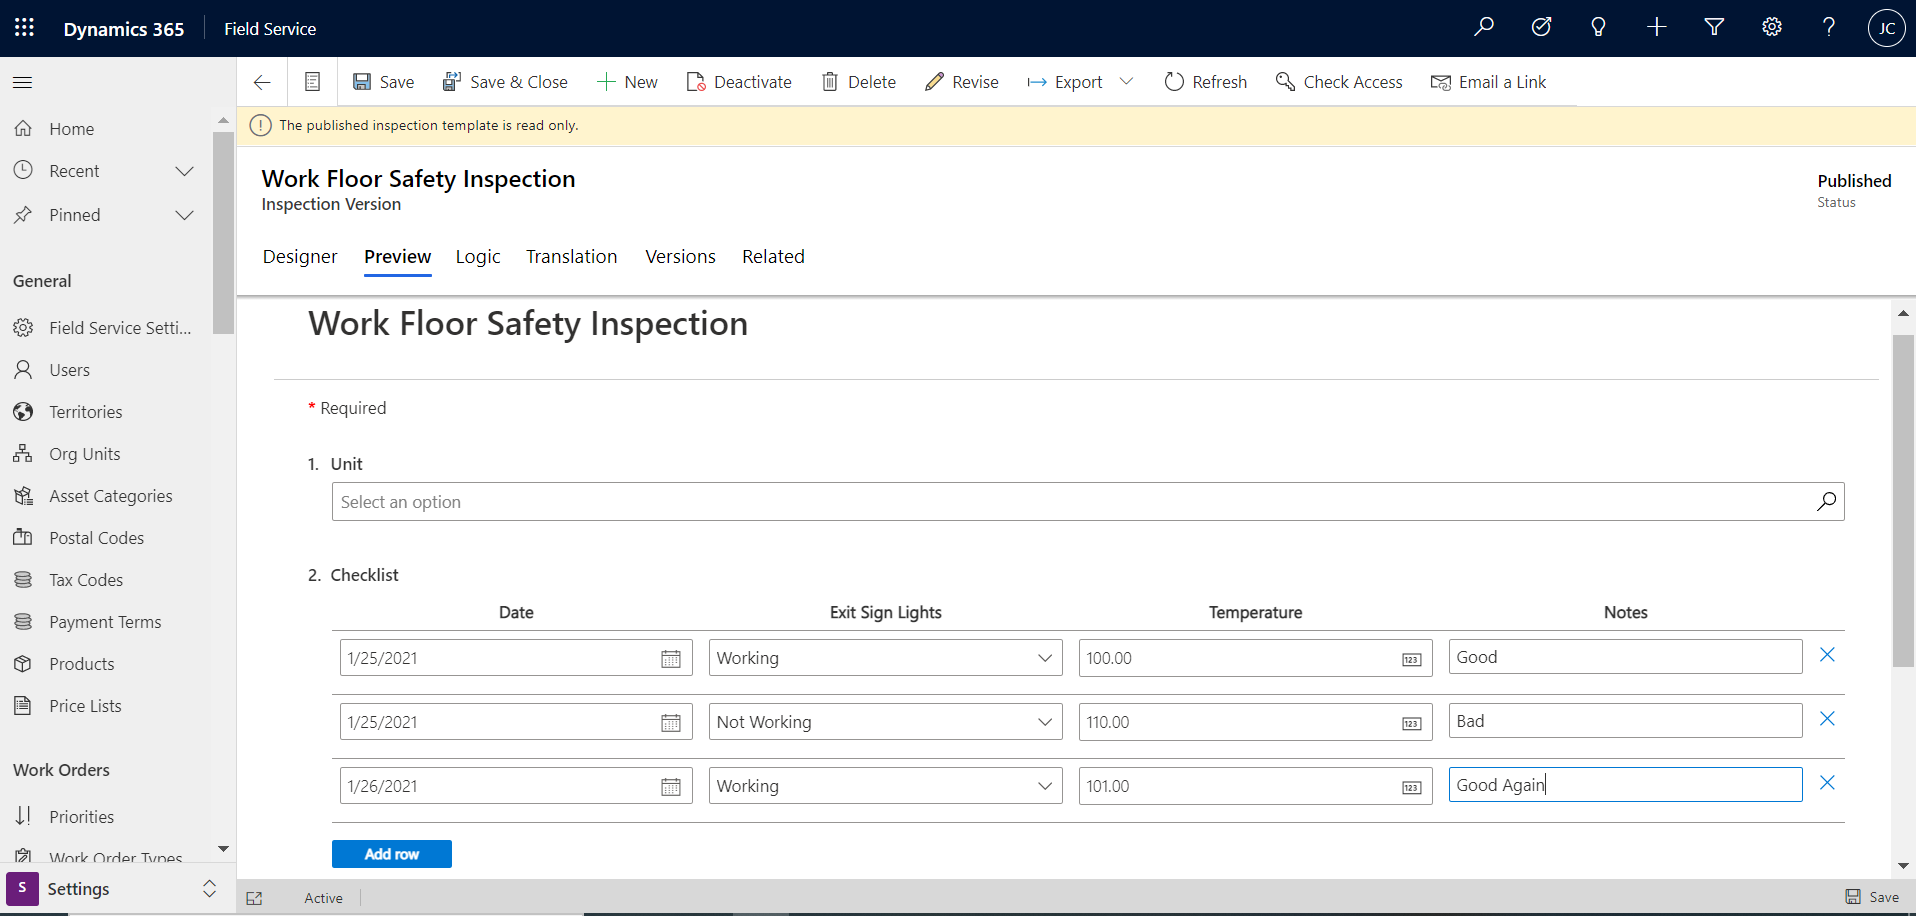 Dynamics 365 Field Service JC
Save Save & Close New Deactivate Delete Revise Export Refresh Check Access Email a Link
The published inspection template is read only.
Home
Recent
Pinned
General
Field Service Setti...
Users
Territories
Org Units
Asset Categories
Postal Codes
Tax Codes
Payment Terms
Products
Price Lists
Work Orders
Priorities
Work Order Types
S Settings
Work Floor Safety Inspection
Inspection Version
Published
Status
Designer Preview Logic Translation Versions Related
Work Floor Safety Inspection
* Required
1. Unit
Select an option
2. Checklist
Date Exit Sign Lights Temperature Notes
1/25/2021 Working 100.00 123 Good
1/25/2021 Not Working 110.00 123 Bad
1/26/2021 Working 101.00 123 Good Again
Add row
Active Save